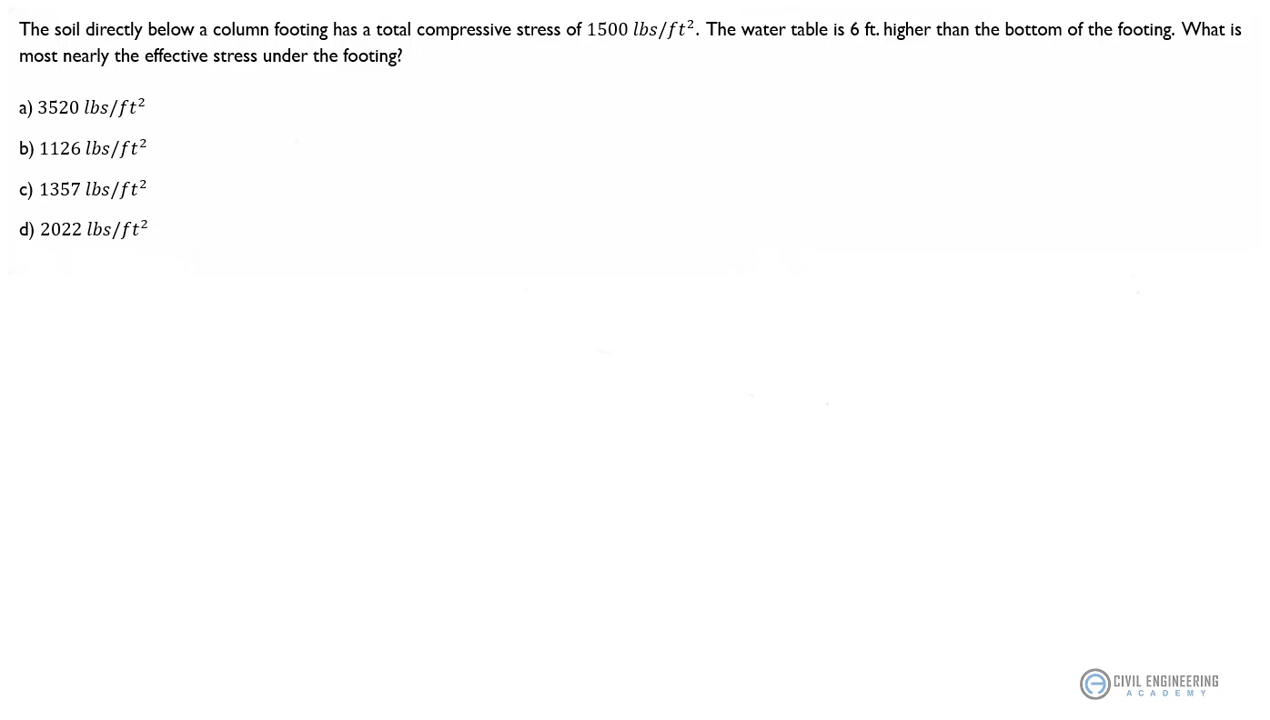 The soil directly below a column footing has a total compressive stress of 1500 lbs/ft². The water table is 6 ft. higher than the bottom of the footing. What is
most nearly the effective stress under the footing?
a) 3520 lbs/ft²
b) 1126 lbs/ft²
c) 1357 lbs/ft²
d) 2022 lbs/ft²
CIVIL ENGINEERING
ACADEMY